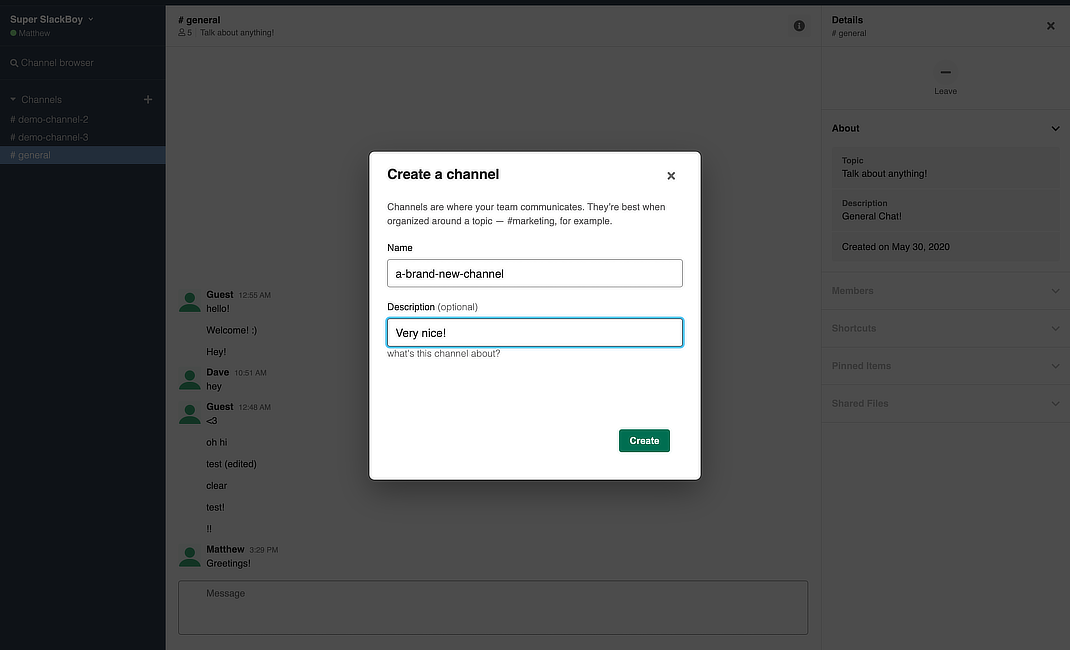 Super SlackBoy
Matthew
Channel browser
Channels
# demo-channel-2
# demo-channel-3
# general
# general
5 Talk about anything!
Guest 12:55 AM
hello!
Welcome! :)
Hey!
Dave 10:51 AM
hey
Guest 12:48 AM
<3
oh hi
test (edited)
clear
test!
!!
Matthew 3:29 PM
Greetings!
Message
Create a channel
Channels are where your team communicates. They're best when
organized around a topic — #marketing, for example.
Name
a-brand-new-channel
Description (optional)
Very nice!
what's this channel about?
Create
Details
# general
Leave
About
Topic
Talk about anything!
Description
General Chat!
Created on May 30, 2020
Members
Shortcuts
Pinned Items
Shared Files